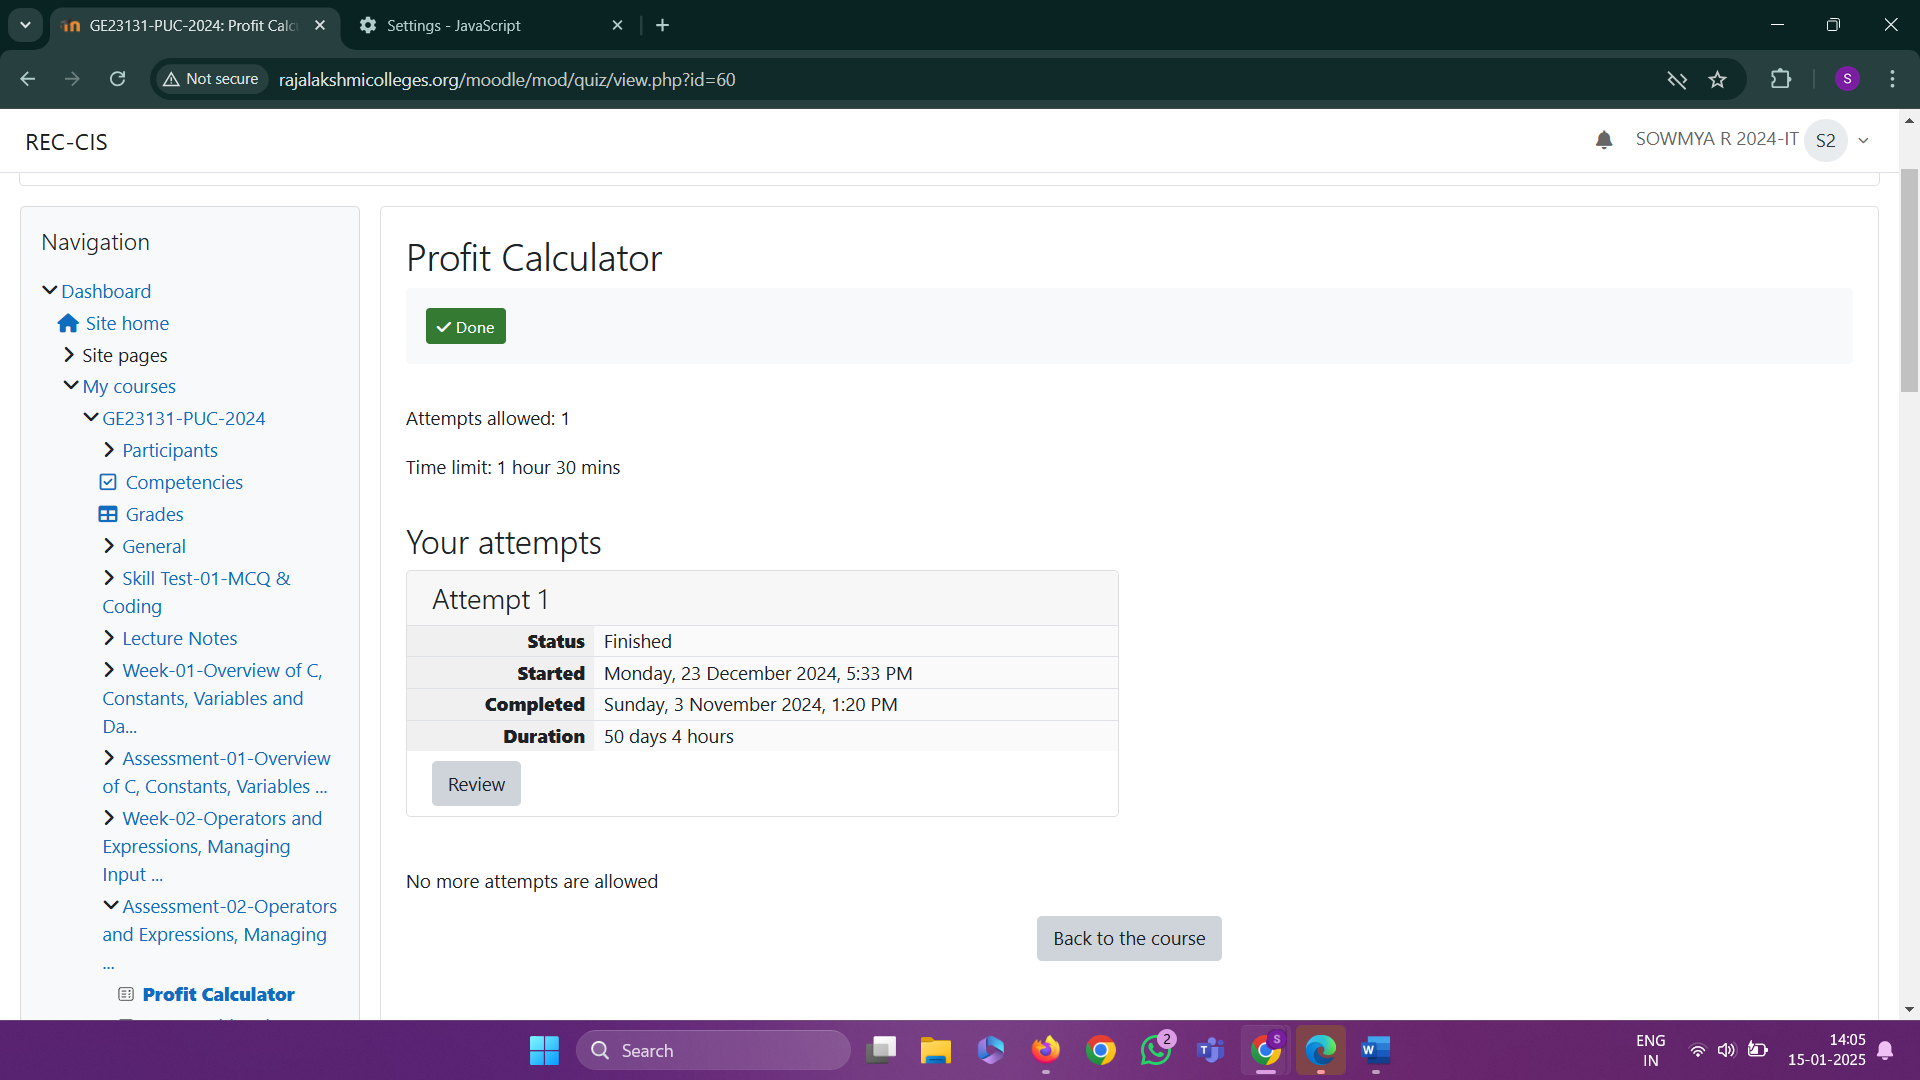 GE23131-PUC-2024: Profit Calc
Settings - JavaScript
Not secure
rajalakshmicolleges.org/moodle/mod/quiz/view.php?id=60
S
REC-CIS
SOWMYA R 2024-IT
S2
Navigation
Dashboard
Site home
Site pages
My courses
GE23131-PUC-2024
Participants
Competencies
Grades
General
Skill Test-01-MCQ &
Coding
Lecture Notes
Week-01-Overview of C,
Constants, Variables and
Da...
Assessment-01-Overview
of C, Constants, Variables ...
Week-02-Operators and
Expressions, Managing
Input ...
Assessment-02-Operators
and Expressions, Managing
...
Profit Calculator
Profit Calculator
Done
Attempts allowed: 1
Time limit: 1 hour 30 mins
Your attempts
Attempt 1
Status Finished
Started Monday, 23 December 2024, 5:33 PM
Completed Sunday, 3 November 2024, 1:20 PM
Duration 50 days 4 hours
Review
No more attempts are allowed
Back to the course
Search
2
S
ENG
IN
14:05
15-01-2025